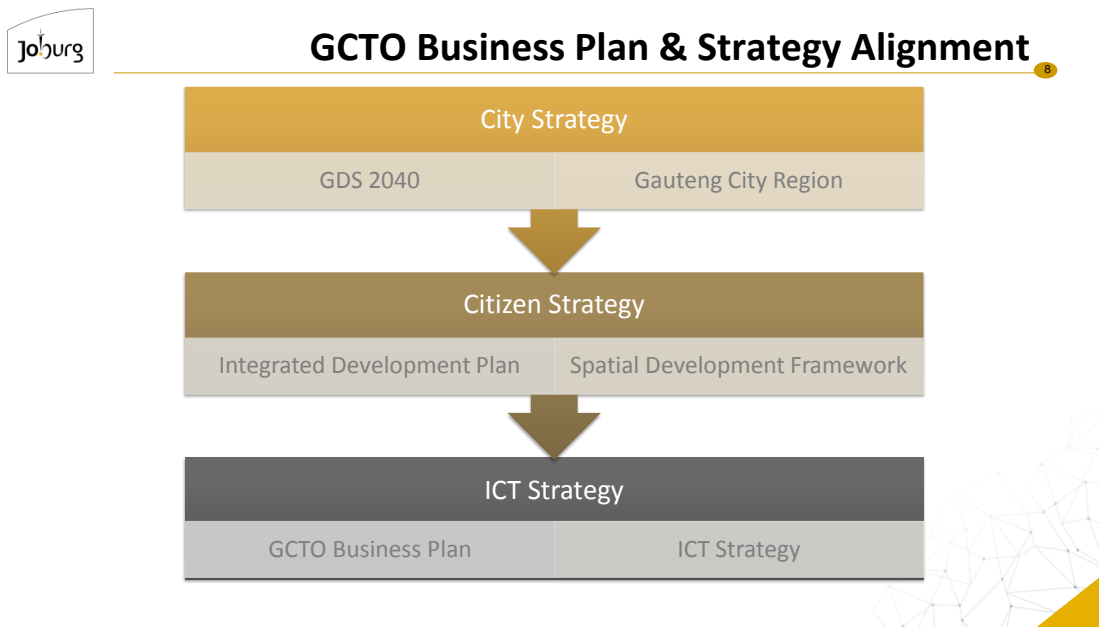 Joburg
GCTO Business Plan & Strategy Alignment
8
City Strategy
GDS 2040
Gauteng City Region
Citizen Strategy
Integrated Development Plan
Spatial Development Framework
ICT Strategy
GCTO Business Plan
ICT Strategy